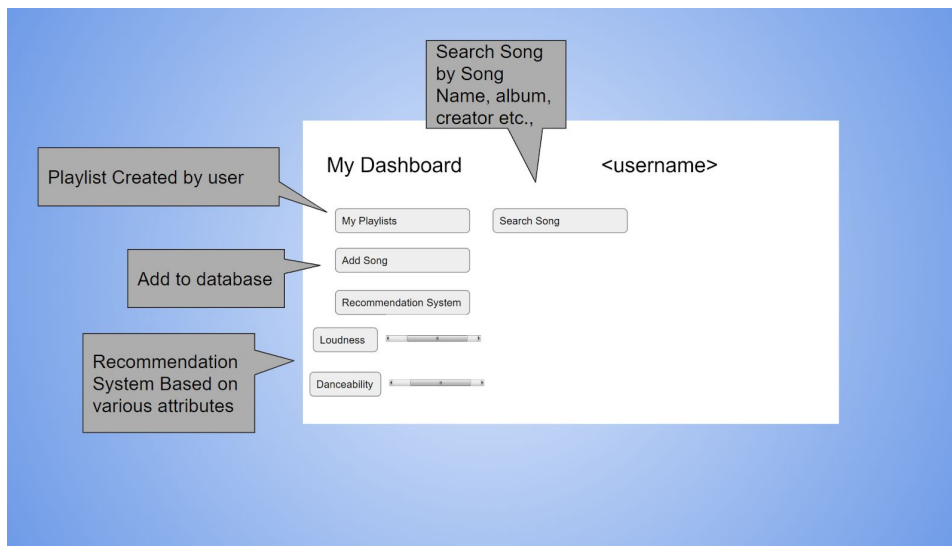 Search Song
by Song
Name, album,
creator etc.,
My Dashboard
<username>
Playlist Created by user
My Playlists
Search Song
Add Song
Add to database
Recommendation System
Loudness
Recommendation
System Based on
various attributes
Danceability